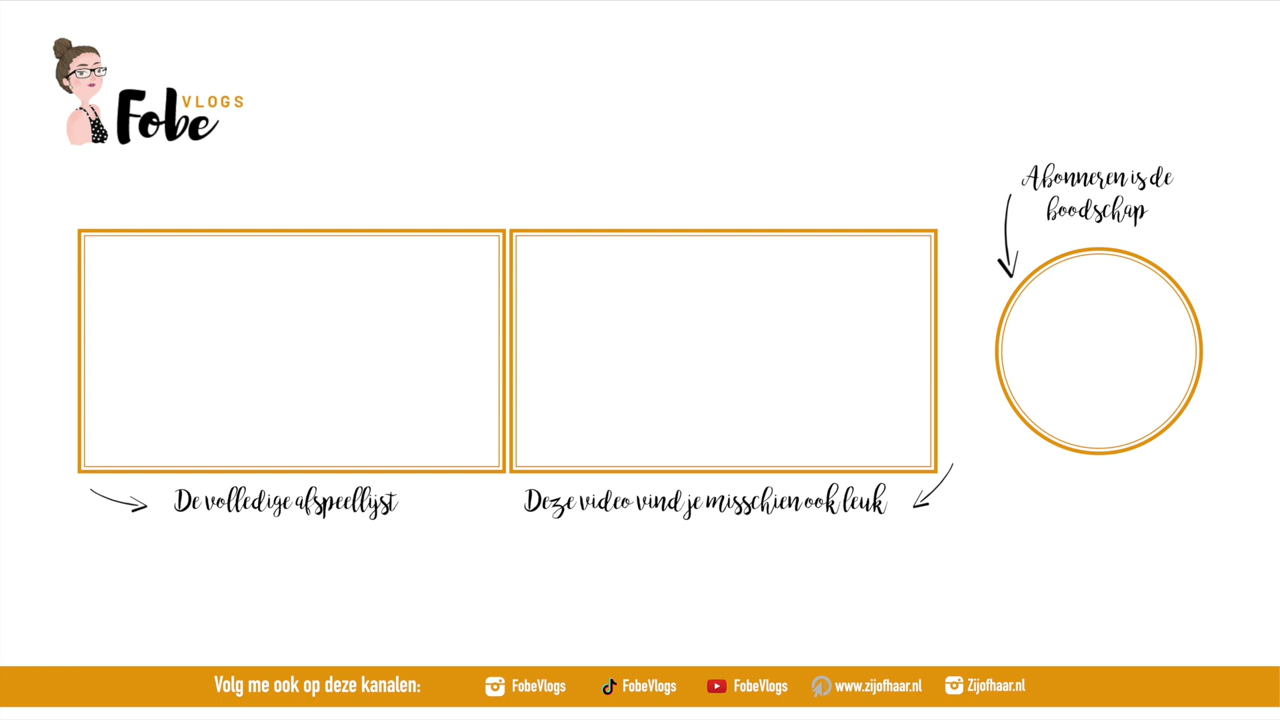 VLOGS
Fobe
Abonneren is de
boodschap
De volledige afspeellijst
Deze video vind je misschien ook leuk
Volg me ook op deze kanalen: FobeVlogs FobeVlogs FobeVlogs www.zijofhaar.nl Zijofhaar.nl